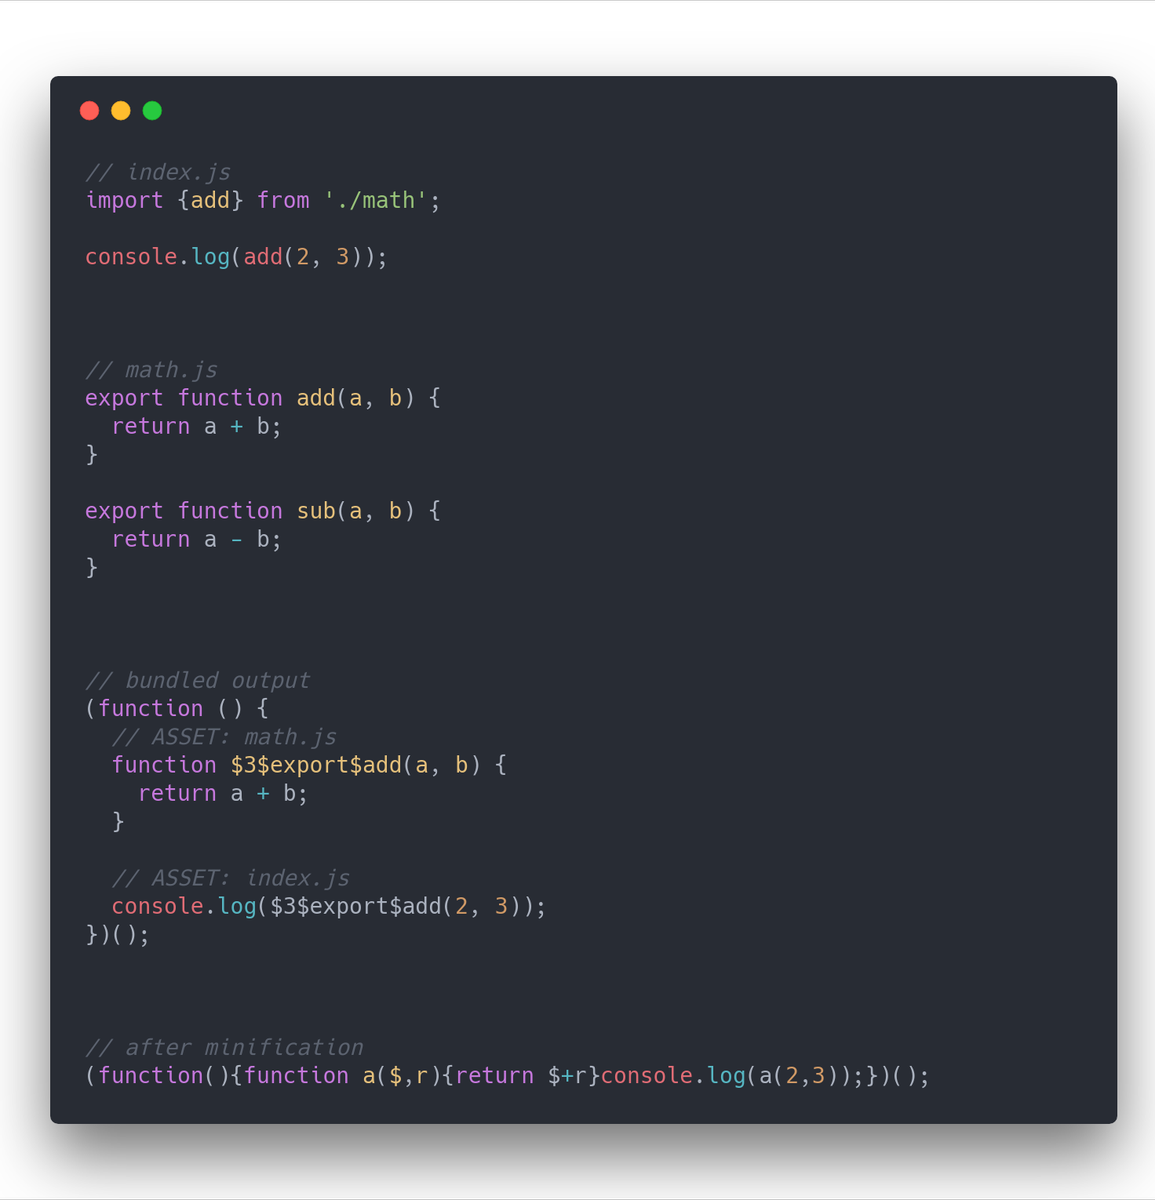 // index.js
import {add} from './math';
console.log(add(2, 3));
// math.js
export function add(a, b) {
  return a + b;
}
export function sub(a, b) {
  return a - b;
}
// bundled output
(function () {
  // ASSET: math.js
  function $3$export$add(a, b) {
    return a + b;
  }
  // ASSET: index.js
  console.log($3$export$add(2, 3));
})();
// after minification
(function(){function a($,r){return $+r}console.log(a(2,3));})();